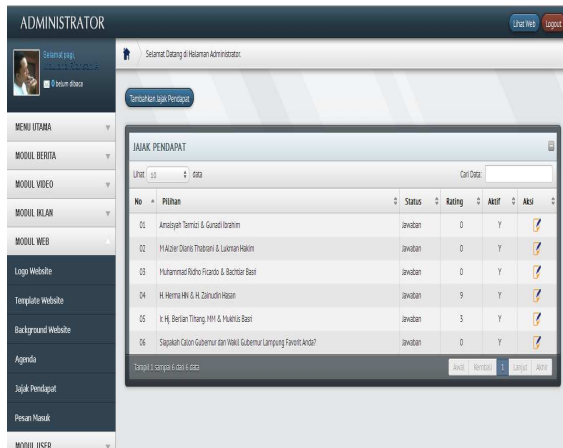 ADMINISTRATOR
Lihat Web
Logout
Selamat pagi,
0 belum dibaca
Selamat Datang di Halaman Administrator.
Tambahkan Jajak Pendapat
MENU UTAMA
MODUL BERITA
MODUL VIDEO
MODUL IKLAN
MODUL WEB
Logo Website
Template Website
Background Website
Agenda
Jajak Pendapat
Pesan Masuk
MODUL USER
JAJAK PENDAPAT
Lihat 10 data
Cari Data:
No Pilihan Status Rating Aktif Aksi
01 Amalsyah Tarmizi & Gunadi Ibrahim Jawaban 0 Y
02 M Alzier Dianis Thabrani & Lukman Hakim Jawaban 0 Y
03 Muhammad Ridho Ficardo & Bachtiar Basri Jawaban 0 Y
04 H. Herma HN & H. Zainudin Hasan Jawaban 9 Y
05 Ir. Hj. Berlian Tihang, MM & Mukhlis Basri Jawaban 3 Y
06 Siapakah Calon Gubernur dan Wakil Gubernur Lampung Favorit Anda? Jawaban 0 Y
Tampil 1 sampai 6 dari 6 data
Awal Kembali 1 Lanjut Akhir